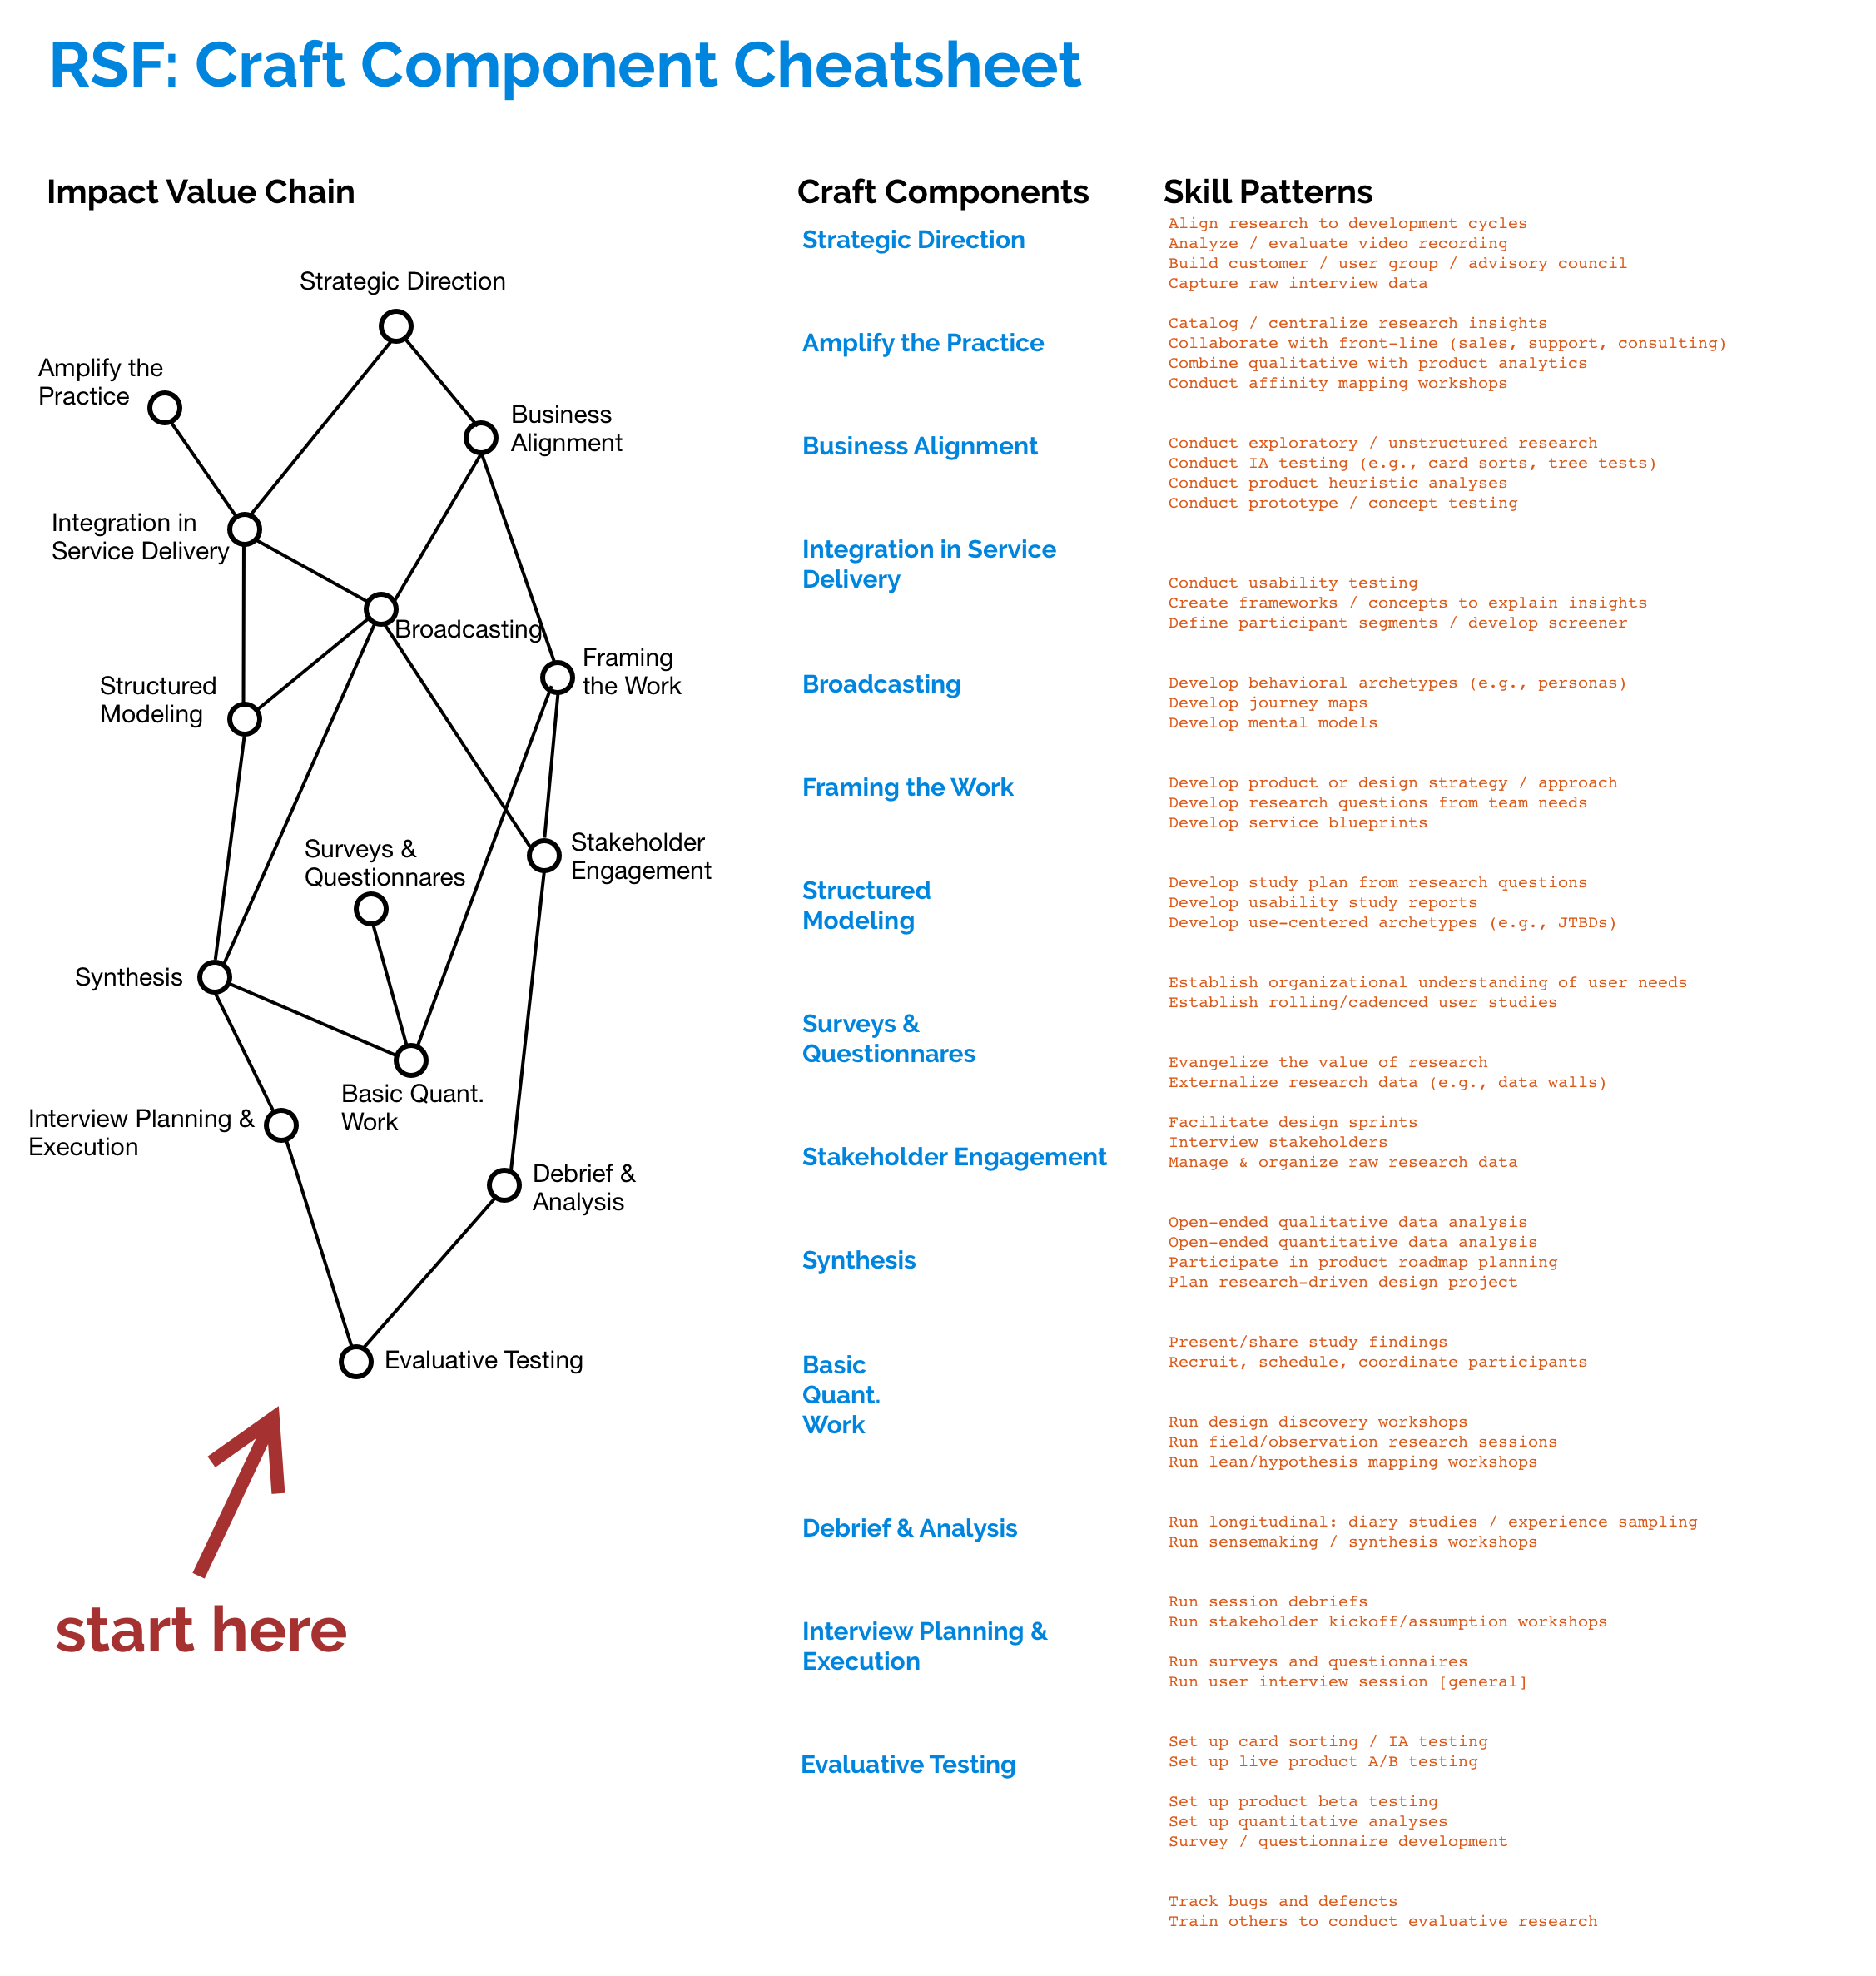 RSF: Craft Component Cheatsheet
Impact Value Chain
Strategic Direction
Amplify the
Practice
Business
Alignment
Integration in
Service Delivery
Broadcasting
Framing
the Work
Structured
Modeling
Stakeholder
Engagement
Surveys &
Questionnares
Synthesis
Basic Quant.
Work
Interview Planning &
Execution
Debrief &
Analysis
Evaluative Testing
start here
Craft Components
Strategic Direction
Amplify the Practice
Business Alignment
Integration in Service
Delivery
Broadcasting
Framing the Work
Structured
Modeling
Surveys &
Questionnares
Stakeholder Engagement
Synthesis
Basic
Quant.
Work
Debrief & Analysis
Interview Planning &
Execution
Evaluative Testing
Skill Patterns
Align research to development cycles
Analyze / evaluate video recording
Build customer / user group / advisory council
Capture raw interview data
Catalog / centralize research insights
Collaborate with front-line (sales, support, consulting)
Combine qualitative with product analytics
Conduct affinity mapping workshops
Conduct exploratory / unstructured research
Conduct IA testing (e.g., card sorts, tree tests)
Conduct product heuristic analyses
Conduct prototype / concept testing
Conduct usability testing
Create frameworks / concepts to explain insights
Define participant segments / develop screener
Develop behavioral archetypes (e.g., personas)
Develop journey maps
Develop mental models
Develop product or design strategy / approach
Develop research questions from team needs
Develop service blueprints
Develop study plan from research questions
Develop usability study reports
Develop use-centered archetypes (e.g., JTBDs)
Establish organizational understanding of user needs
Establish rolling/cadenced user studies
Evangelize the value of research
Externalize research data (e.g., data walls)
Facilitate design sprints
Interview stakeholders
Manage & organize raw research data
Open-ended qualitative data analysis
Open-ended quantitative data analysis
Participate in product roadmap planning
Plan research-driven design project
Present/share study findings
Recruit, schedule, coordinate participants
Run design discovery workshops
Run field/observation research sessions
Run lean/hypothesis mapping workshops
Run longitudinal: diary studies / experience sampling
Run sensemaking / synthesis workshops
Run session debriefs
Run stakeholder kickoff/assumption workshops
Run surveys and questionnaires
Run user interview session [general]
Set up card sorting / IA testing
Set up live product A/B testing
Set up product beta testing
Set up quantitative analyses
Survey / questionnaire development
Track bugs and defencts
Train others to conduct evaluative research